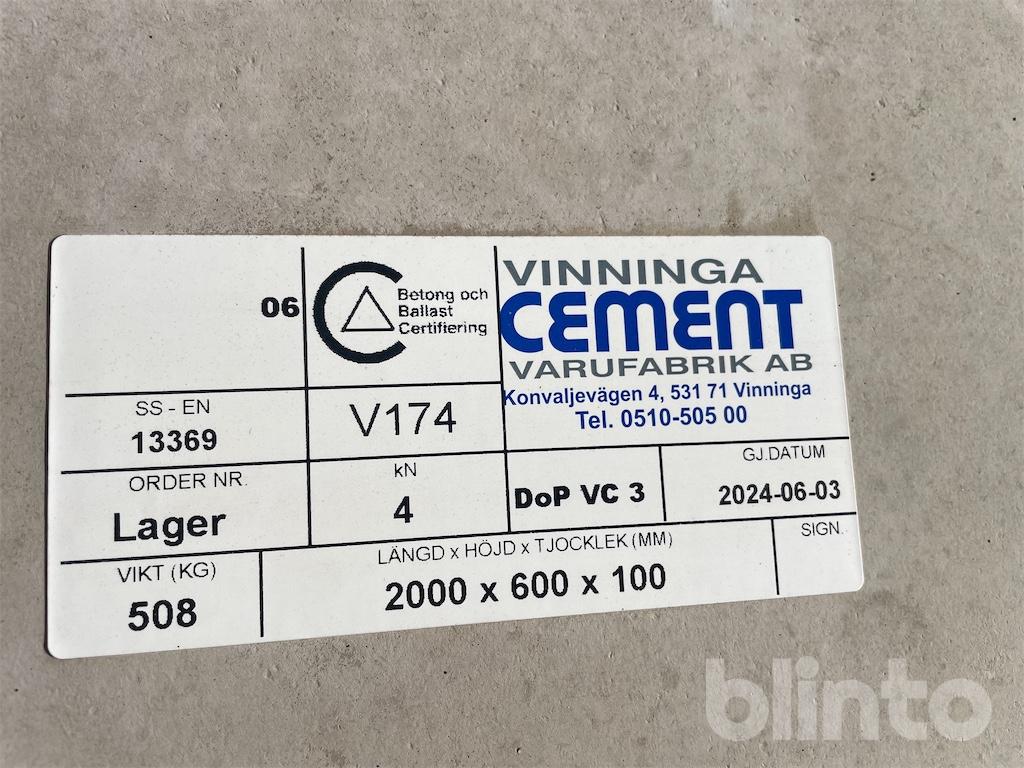 06
Betong och
Ballast
Certifiering
VINNINGA
CEMENT
VARUFABRIK AB
Konvaljevägen 4, 531 71 Vinninga
Tel. 0510-505 00
SS - EN
13369
V174
ORDER NR.
Lager
kN
4
DoP VC 3
GJ.DATUM
2024-06-03
VIKT (KG)
508
LÄNGD x HÖJD x TJOCKLEK (MM)
2000 x 600 x 100
SIGN.
blinto